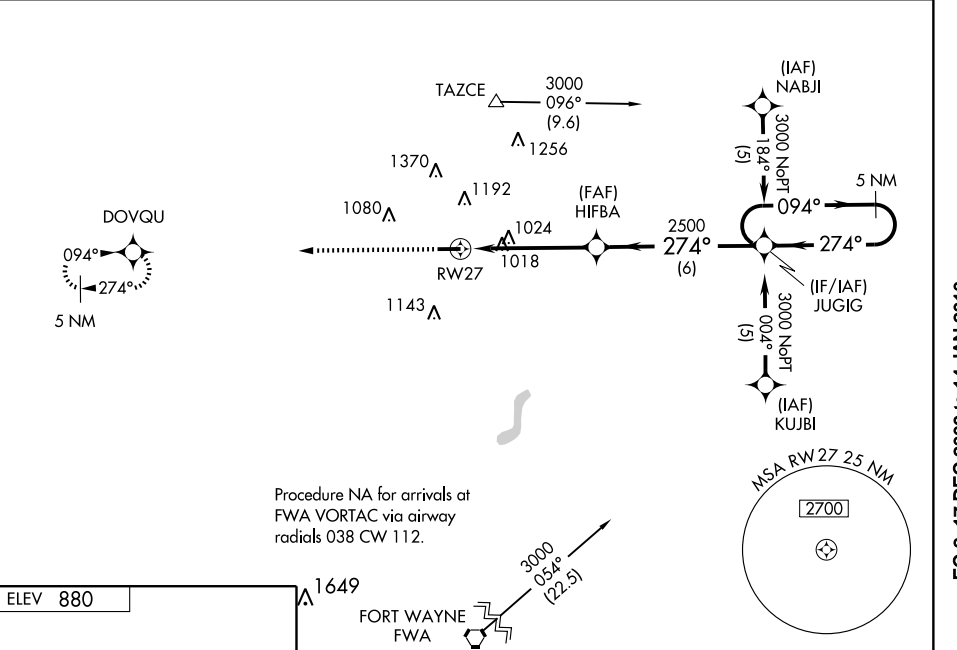 TAZCE
3000
096°
(9.6)
(IAF)
NABJI
1256
1370
1192
3000 NoPT
184°
(5)
5 NM
094°
1080
(FAF)
HIFBA
DOVQU
1024
2500
274°
(6)
274°
094°
1018
RW27
274°
(IF/IAF)
JUGIG
5 NM
1143
3000 NoPT
004°
(5)
(IAF)
KUJBI
MSA RW27 25 NM
2700
Procedure NA for arrivals at
FWA VORTAC via airway
radials 038 CW 112.
3000
054°
(22.5)
1649
ELEV 880
FORT WAYNE
FWA